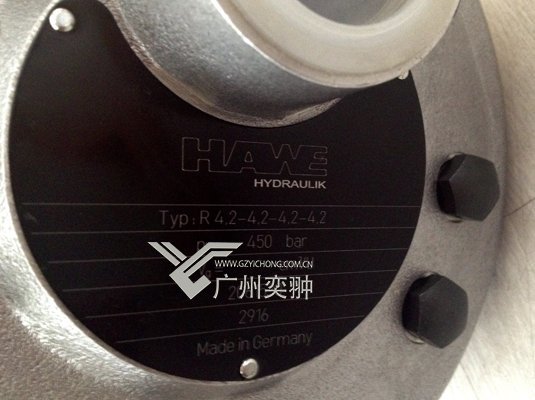 HAWE
HYDRAULIK
Typ: R 4.2-4.2-4.2-4.2
450 bar
WWW.GZYICHONG.COM.CN
广州奕翀
2916
Made in Germany